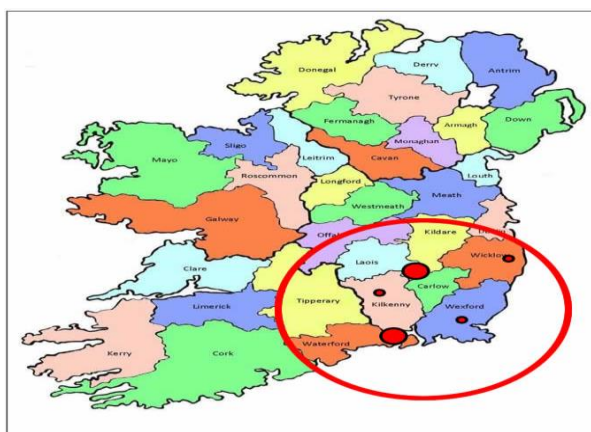 Donegal
Derry
Antrim
Tyrone
Fermanagh
Armagh
Down
Monaghan
Sligo
Leitrim
Cavan
Mayo
Louth
Roscommon
Longford
Meath
Westmeath
Galway
Kildare
Laois
Wicklow
Clare
Carlow
Tipperary
Kilkenny
Limerick
Wexford
Waterford
Kerry
Cork